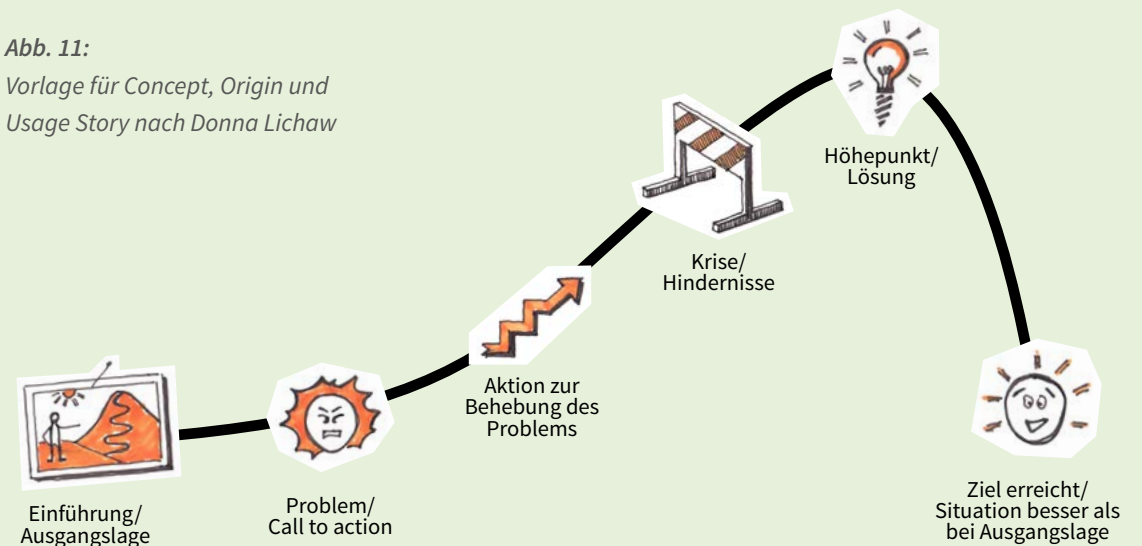 Abb. 11:
Vorlage für Concept, Origin und
Usage Story nach Donna Lichaw
Einführung/
Ausgangslage
Problem/
Call to action
Aktion zur
Behebung des
Problems
Krise/
Hindernisse
Höhepunkt/
Lösung
Ziel erreicht/
Situation besser als
bei Ausgangslage